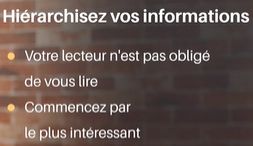 Hiérarchisez vos informations
Votre lecteur n'est pas obligé
de vous lire
Commencez par
le plus intéressant